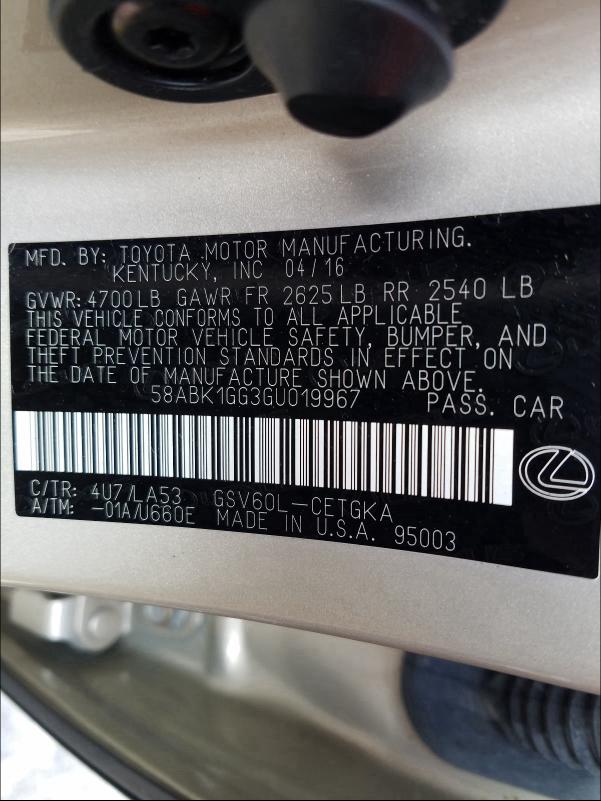 MFD. BY: TOYOTA MOTOR MANUFACTURING.
KENTUCKY, INC 04/16
GVWR: 4700 LB GAWR FR 2625 LB RR 2540 LB
THIS VEHICLE CONFORMS TO ALL APPLICABLE
FEDERAL MOTOR VEHICLE SAFETY, BUMPER, AND
THEFT PREVENTION STANDARDS IN EFFECT ON
THE DATE OF MANUFACTURE SHOWN ABOVE.
58ABK1GG3GU019967 PASS. CAR
C/TR: 4U7/LA53 GSV60L-CETGKA
A/TM: -01A/U660E MADE IN U.S.A. 95003